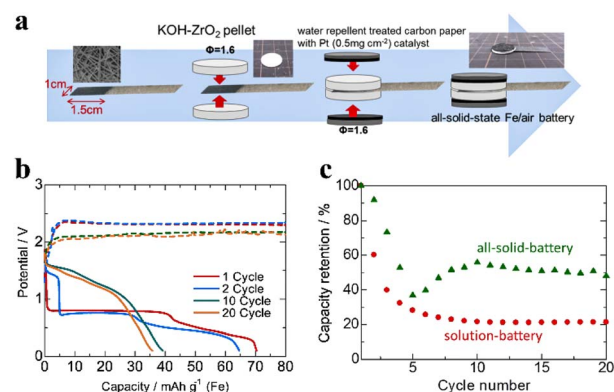 a
KOH-ZrO2 pellet
water repellent treated carbon paper
with Pt (0.5mg cm-2) catalyst
Φ=1.6
1cm
1.5cm
Φ=1.6
all-solid-state Fe/air battery
b
3
2
1
0
Potential / V
1 Cycle
2 Cycle
10 Cycle
20 Cycle
0 10 20 30 40 50 60 70 80
Capacity / mAh g-1 (Fe)
c
100
80
60
40
20
0
Capacity retention / %
all-solid-battery
solution-battery
5 10 15 20
Cycle number